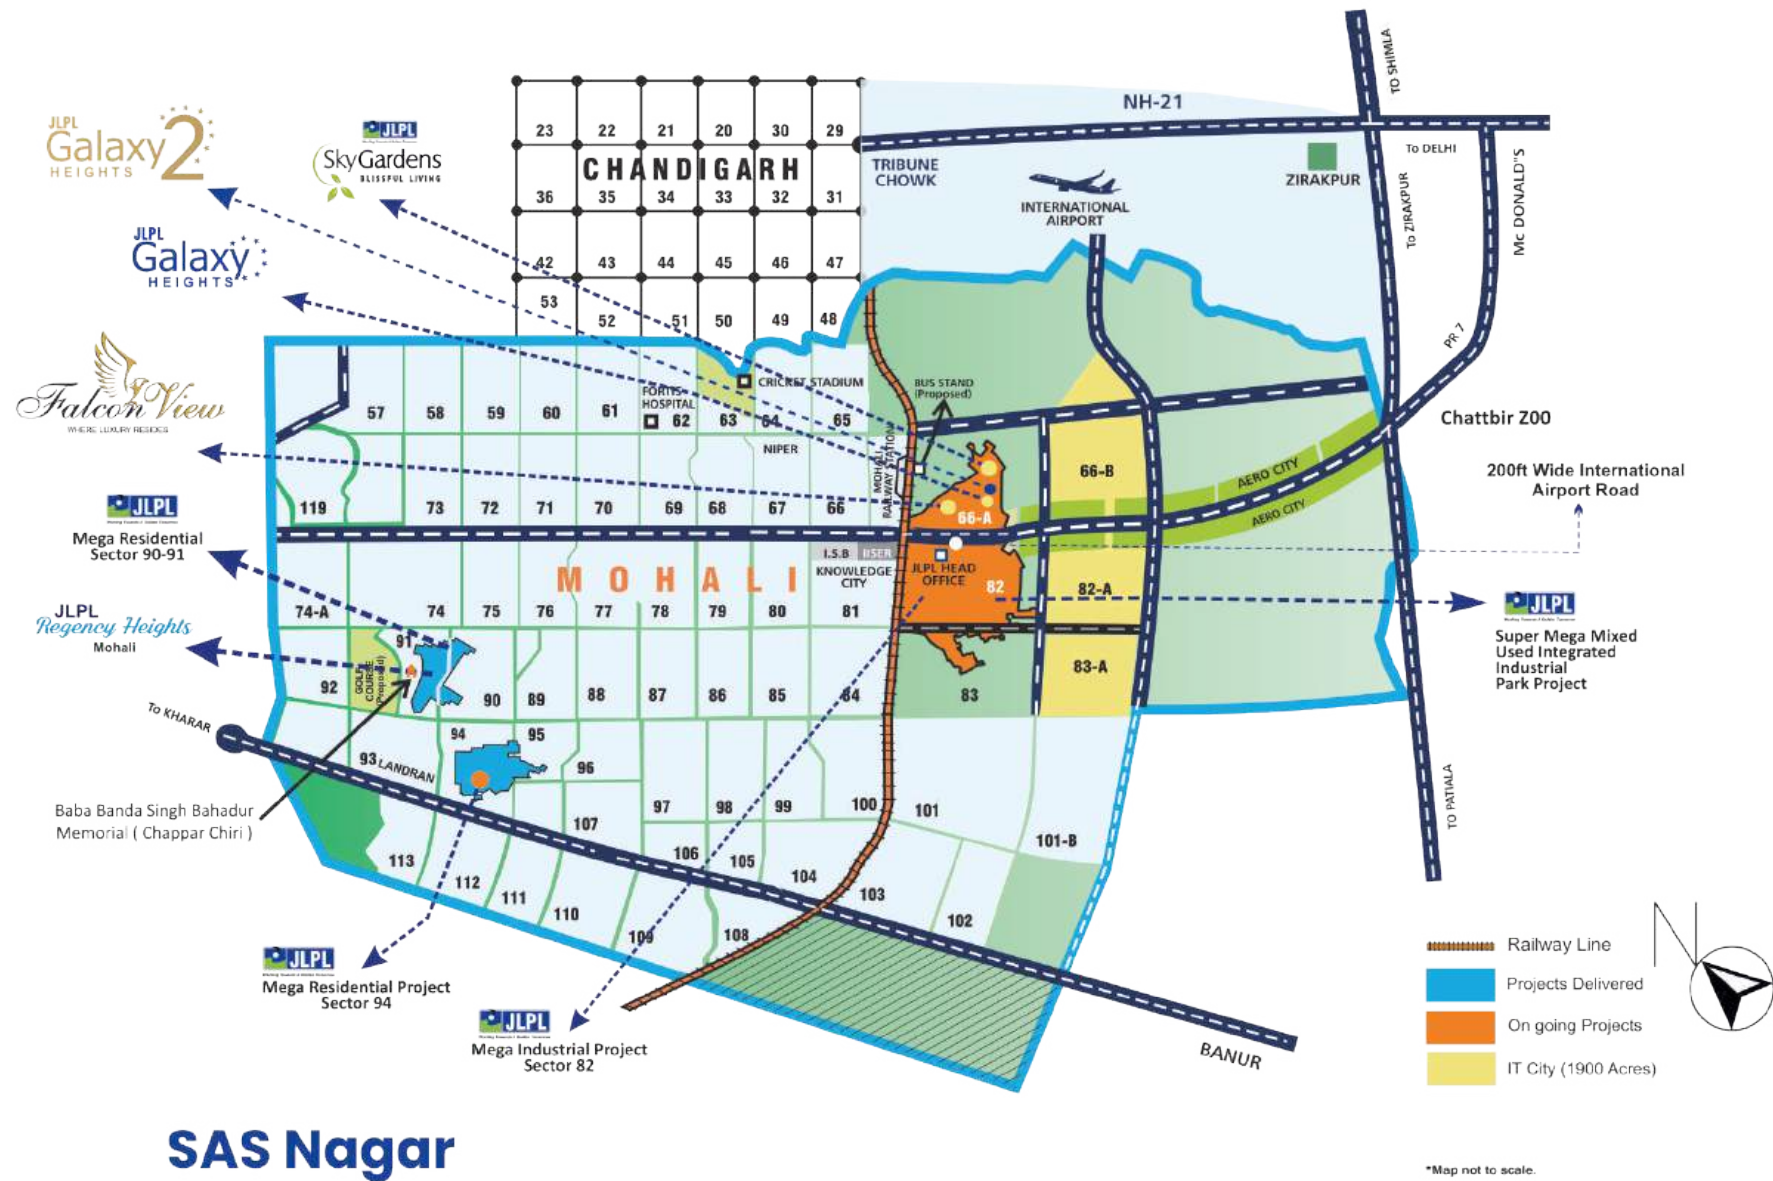 JLPL
Galaxy 2
HEIGHTS
JLPL
SkyGardens
BLISSFUL LIVING
JLPL
Galaxy
HEIGHTS
Falcon View
WHERE LUXURY RESIDES
JLPL
Mega Residential
Sector 90-91
JLPL
Regency Heights
Mohali
To KHARAR
Baba Banda Singh Bahadur
Memorial ( Chappar Chiri )
JLPL
Mega Residential Project
Sector 94
JLPL
Mega Industrial Project
Sector 82
23 22 21 20 30 29
CHANDIGARH
36 35 34 33 32 31
42 43 44 45 46 47
53
52 51 50 49 48
NH-21
TRIBUNE
CHOWK
INTERNATIONAL
AIRPORT
ZIRAKPUR
TO SHIMLA
To DELHI
To ZIRAKPUR
Mc DONALD"S
PR 7
Chattbir Z00
200ft Wide International
Airport Road
CRICKET STADIUM
BUS STAND
(Proposed)
FORTIS
HOSPITAL
57 58 59 60 61 62 63 64 65
NIPER
MOHALI
RAILWAY STATION
119 73 72 71 70 69 68 67 66
66-A
66-B
AERO CITY
AERO CITY
I.S.B IISER
KNOWLEDGE
CITY
JLPL HEAD
OFFICE
MOHALI
82
82-A
74-A 74 75 76 77 78 79 80 81
91
GOLF
COURSE
(Proposed)
92 90 89 88 87 86 85 84 83
83-A
JLPL
Super Mega Mixed
Used Integrated
Industrial
Park Project
94 95
93 LANDRAN
96
97 98 99 100 101
107
101-B
106 105
113
112
104
103
111
110
102
109
108
TO PATIALA
BANUR
N
Railway Line
Projects Delivered
On going Projects
IT City (1900 Acres)
SAS Nagar
*Map not to scale.